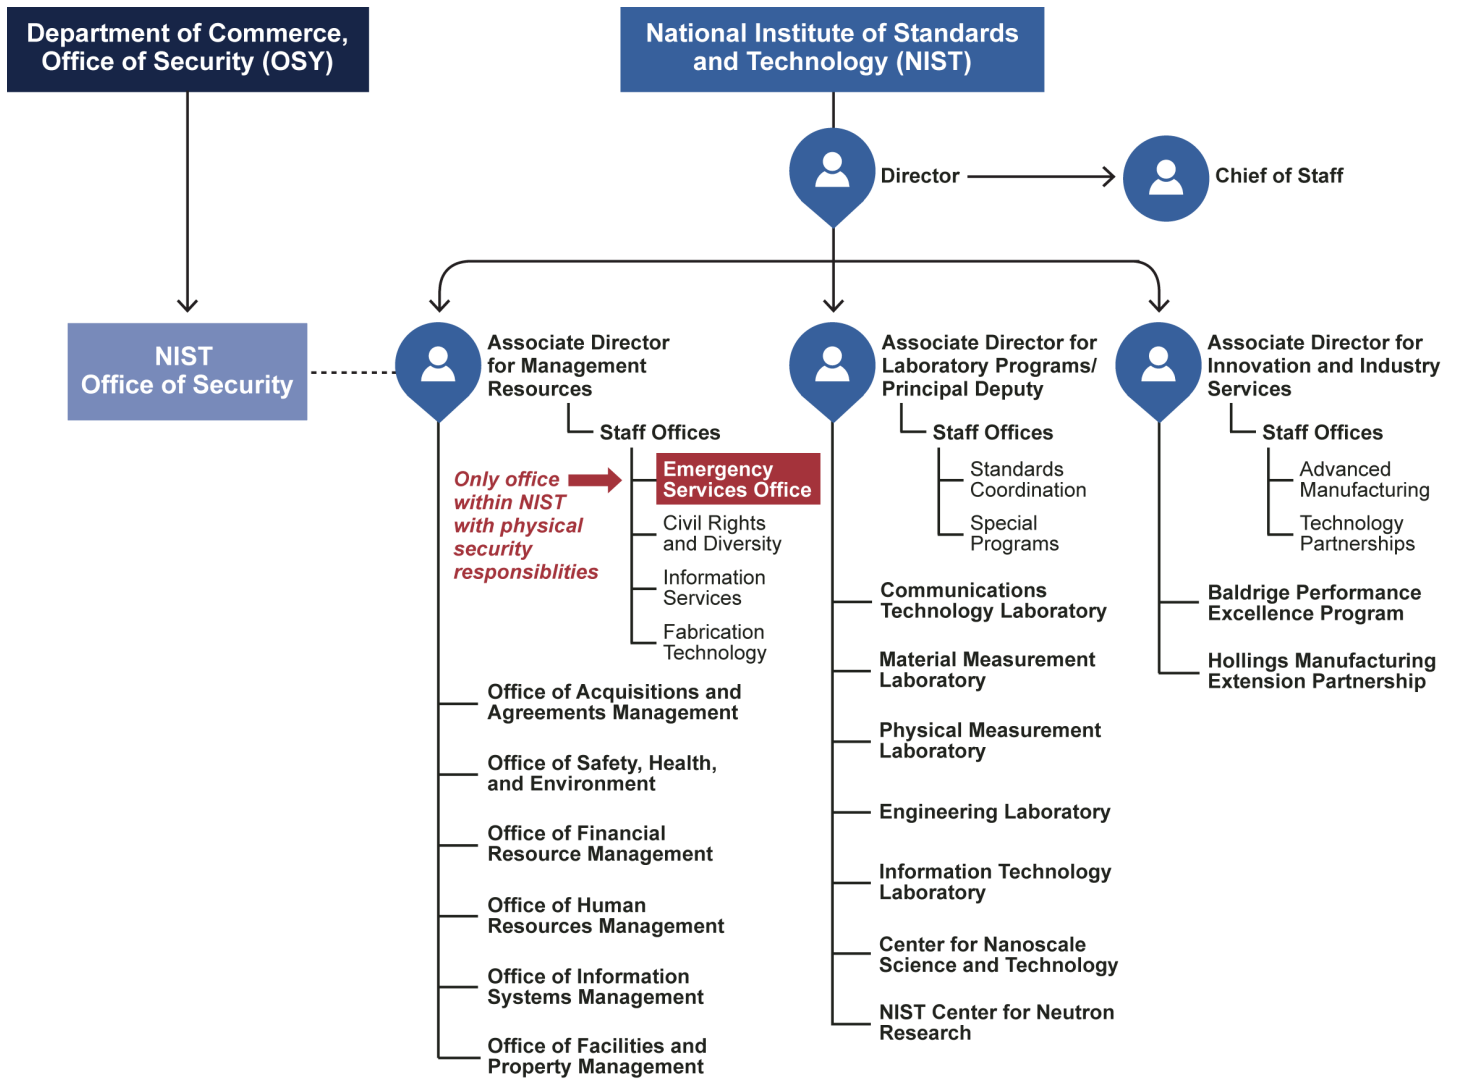 Department of Commerce,
Office of Security (OSY)
National Institute of Standards
and Technology (NIST)
Director
Chief of Staff
NIST
Office of Security
Associate Director
for Management
Resources
Staff Offices
Only office
within NIST
with physical
security
responsiblities
Emergency
Services Office
Civil Rights
and Diversity
Information
Services
Fabrication
Technology
Office of Acquisitions and
Agreements Management
Office of Safety, Health,
and Environment
Office of Financial
Resource Management
Office of Human
Resources Management
Office of Information
Systems Management
Office of Facilities and
Property Management
Associate Director for
Laboratory Programs/
Principal Deputy
Staff Offices
Standards
Coordination
Special
Programs
Communications
Technology Laboratory
Material Measurement
Laboratory
Physical Measurement
Laboratory
Engineering Laboratory
Information Technology
Laboratory
Center for Nanoscale
Science and Technology
NIST Center for Neutron
Research
Associate Director for
Innovation and Industry
Services
Staff Offices
Advanced
Manufacturing
Technology
Partnerships
Baldrige Performance
Excellence Program
Hollings Manufacturing
Extension Partnership